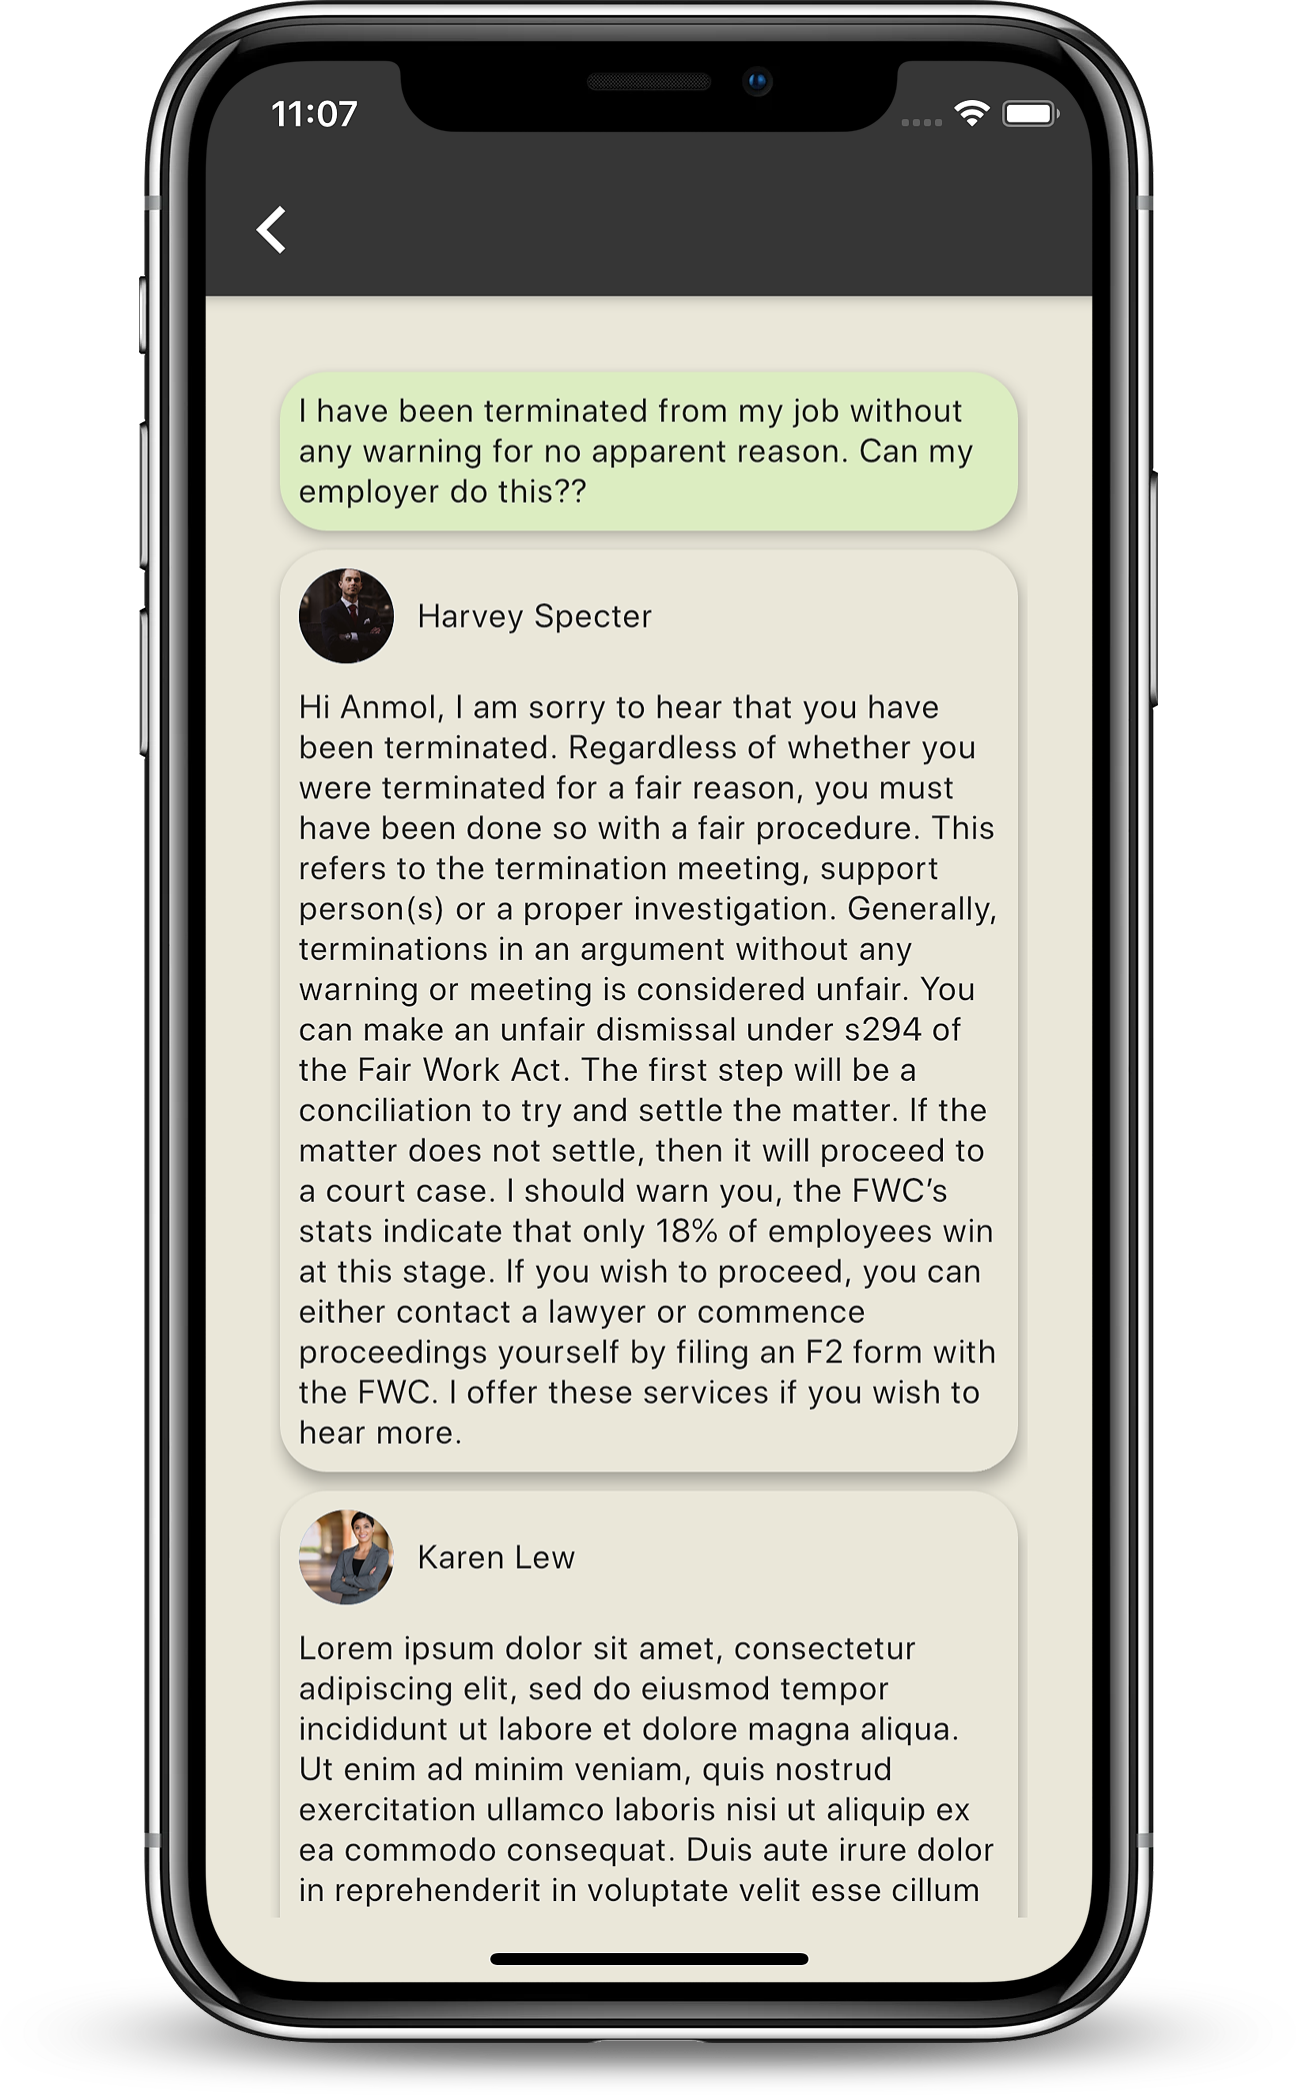 11:07
I have been terminated from my job without
any warning for no apparent reason. Can my
employer do this??
Harvey Specter
Hi Anmol, I am sorry to hear that you have
been terminated. Regardless of whether you
were terminated for a fair reason, you must
have been done so with a fair procedure. This
refers to the termination meeting, support
person(s) or a proper investigation. Generally,
terminations in an argument without any
warning or meeting is considered unfair. You
can make an unfair dismissal under s294 of
the Fair Work Act. The first step will be a
conciliation to try and settle the matter. If the
matter does not settle, then it will proceed to
a court case. I should warn you, the FWC’s
stats indicate that only 18% of employees win
at this stage. If you wish to proceed, you can
either contact a lawyer or commence
proceedings yourself by filing an F2 form with
the FWC. I offer these services if you wish to
hear more.
Karen Lew
Lorem ipsum dolor sit amet, consectetur
adipiscing elit, sed do eiusmod tempor
incididunt ut labore et dolore magna aliqua.
Ut enim ad minim veniam, quis nostrud
exercitation ullamco laboris nisi ut aliquip ex
ea commodo consequat. Duis aute irure dolor
in reprehenderit in voluptate velit esse cillum